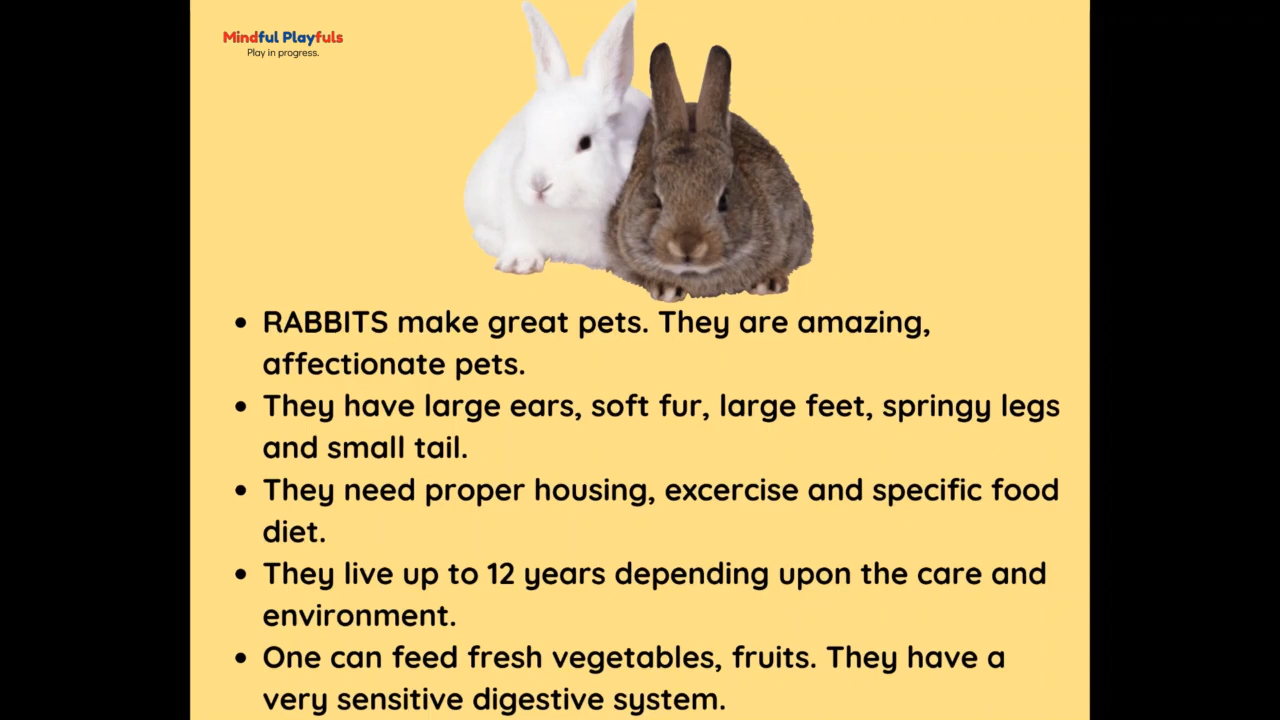 Mindful Playfuls
Play in progress.
• RABBITS make great pets. They are amazing,
affectionate pets.
• They have large ears, soft fur, large feet, springy legs
and small tail.
• They need proper housing, excercise and specific food
diet.
• They live up to 12 years depending upon the care and
environment.
• One can feed fresh vegetables, fruits. They have a
very sensitive digestive system.